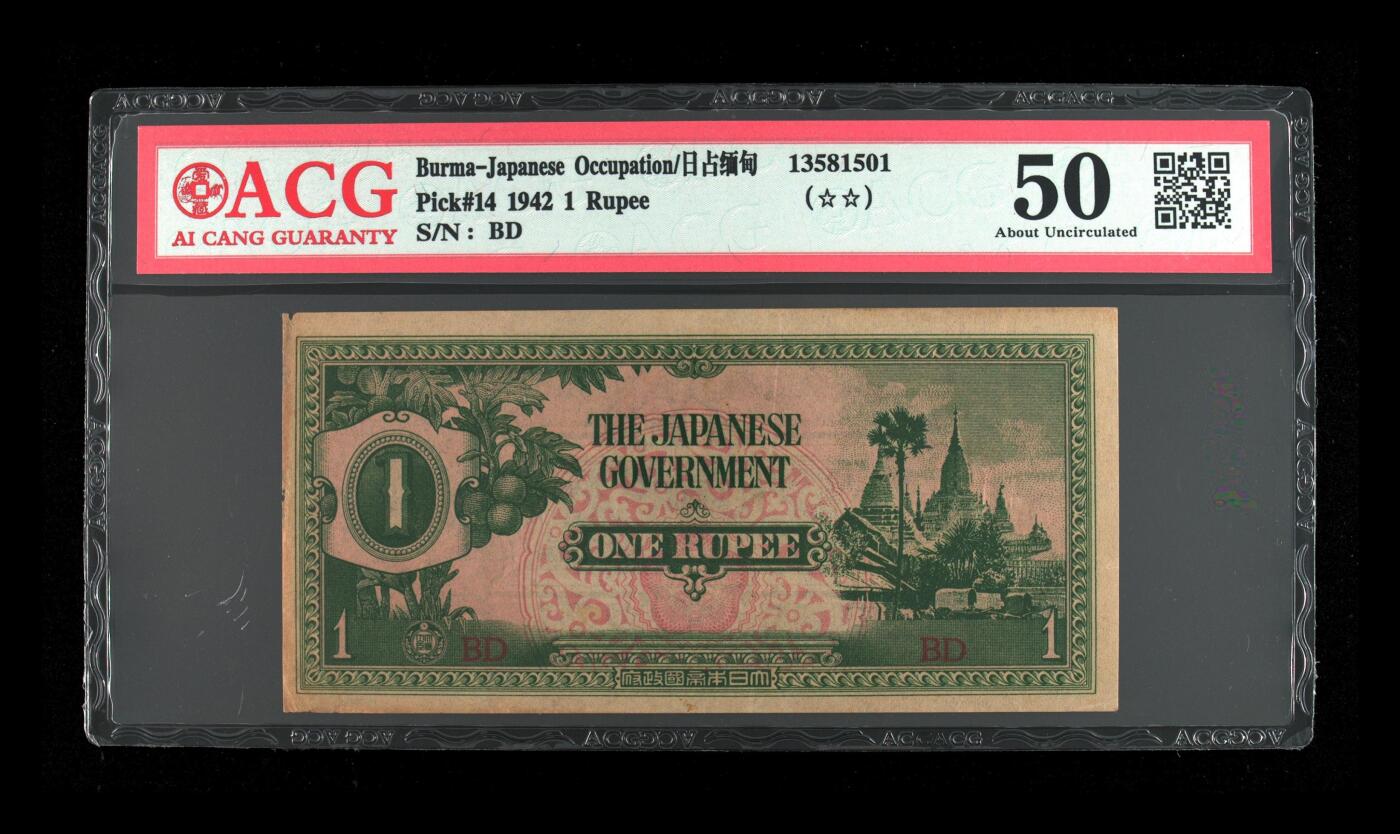 ACG
AI CANG GUARANTY
Burma-Japanese Occupation/日占缅甸 13581501
Pick#14 1942 1 Rupee (☆☆)
S/N: BD
50
About Uncirculated
THE JAPANESE
GOVERNMENT
1
ONE RUPEE
1 BD BD 1
府政國帝本日大